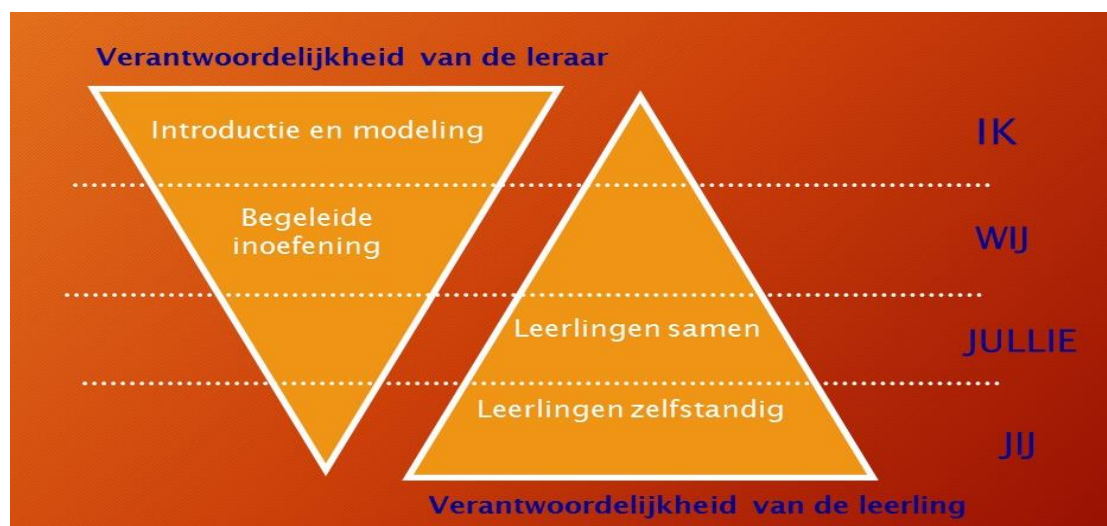 Verantwoordelijkheid van de leraar
Introductie en modeling
IK
Begeleide
inoefening
WIJ
Leerlingen samen
JULLIE
Leerlingen zelfstandig
JIJ
Verantwoordelijkheid van de leerling